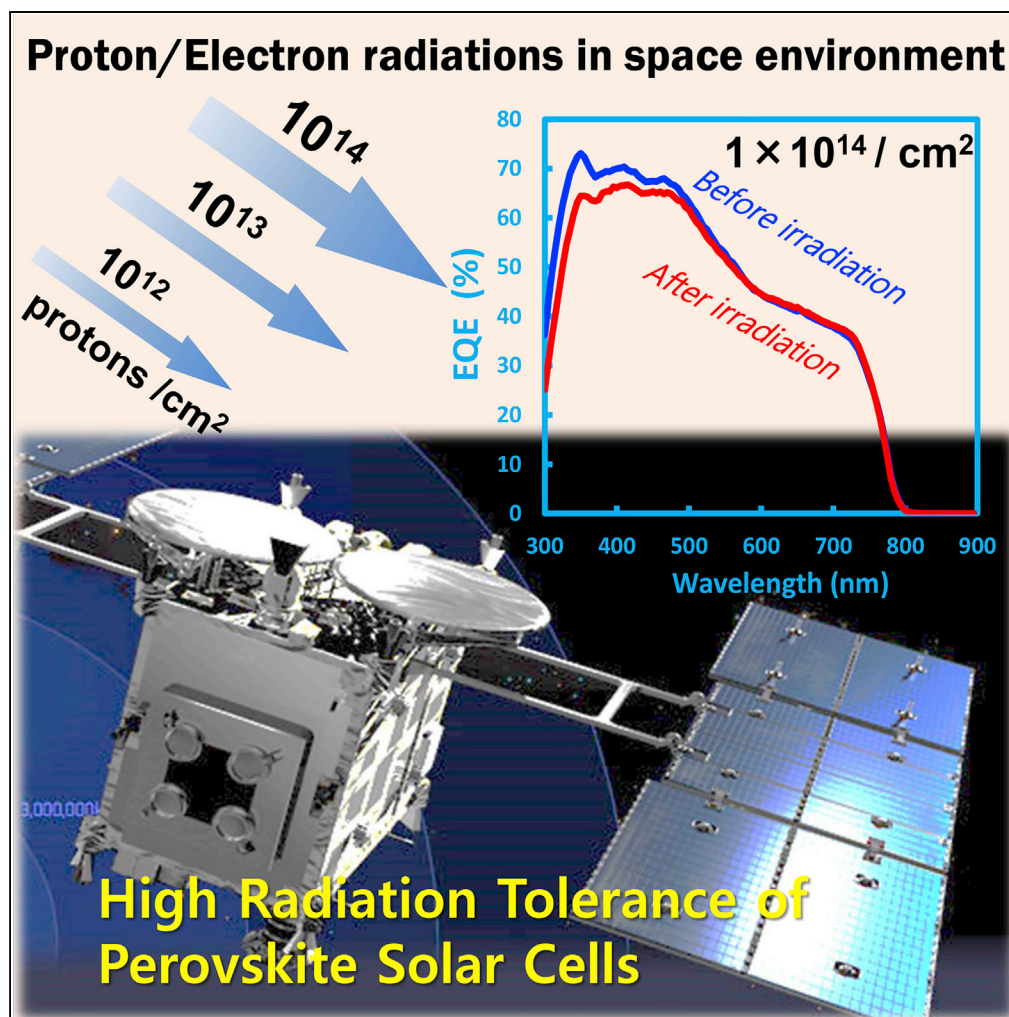 Proton/Electron radiations in space environment
10¹⁴
10¹³
10¹²
protons /cm²
80
70
60
50
40
30
20
10
0
EQE (%)
1 × 10¹⁴ / cm²
Before irradiation
After irradiation
300 400 500 600 700 800 900
Wavelength (nm)
High Radiation Tolerance of
Perovskite Solar Cells